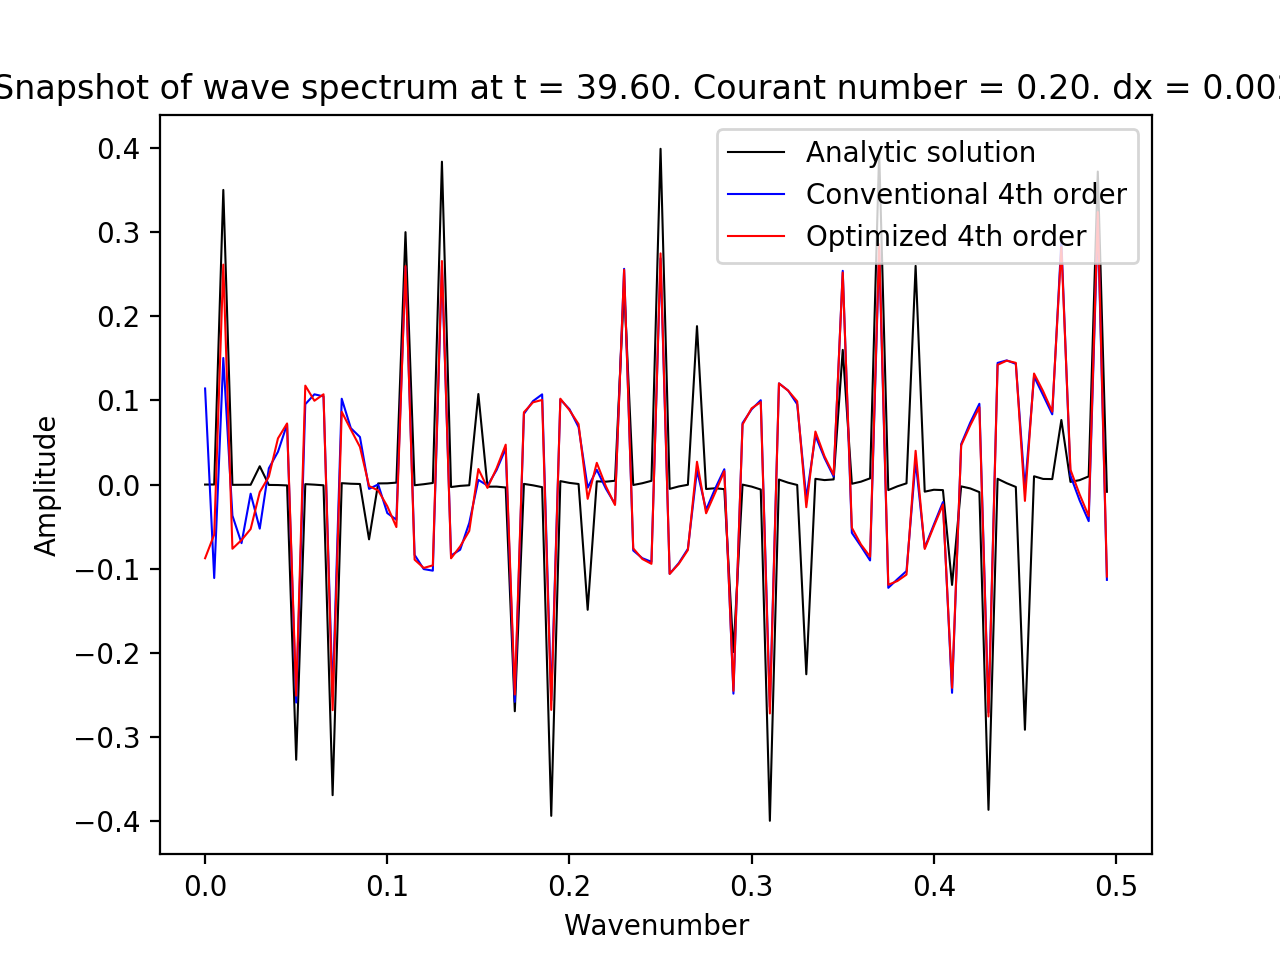 Snapshot of wave spectrum at t = 39.60. Courant number = 0.20. dx = 0.002
Analytic solution
Conventional 4th order
Optimized 4th order
0.4
0.3
0.2
0.1
0.0
−0.1
−0.2
−0.3
−0.4
Amplitude
0.0 0.1 0.2 0.3 0.4 0.5
Wavenumber